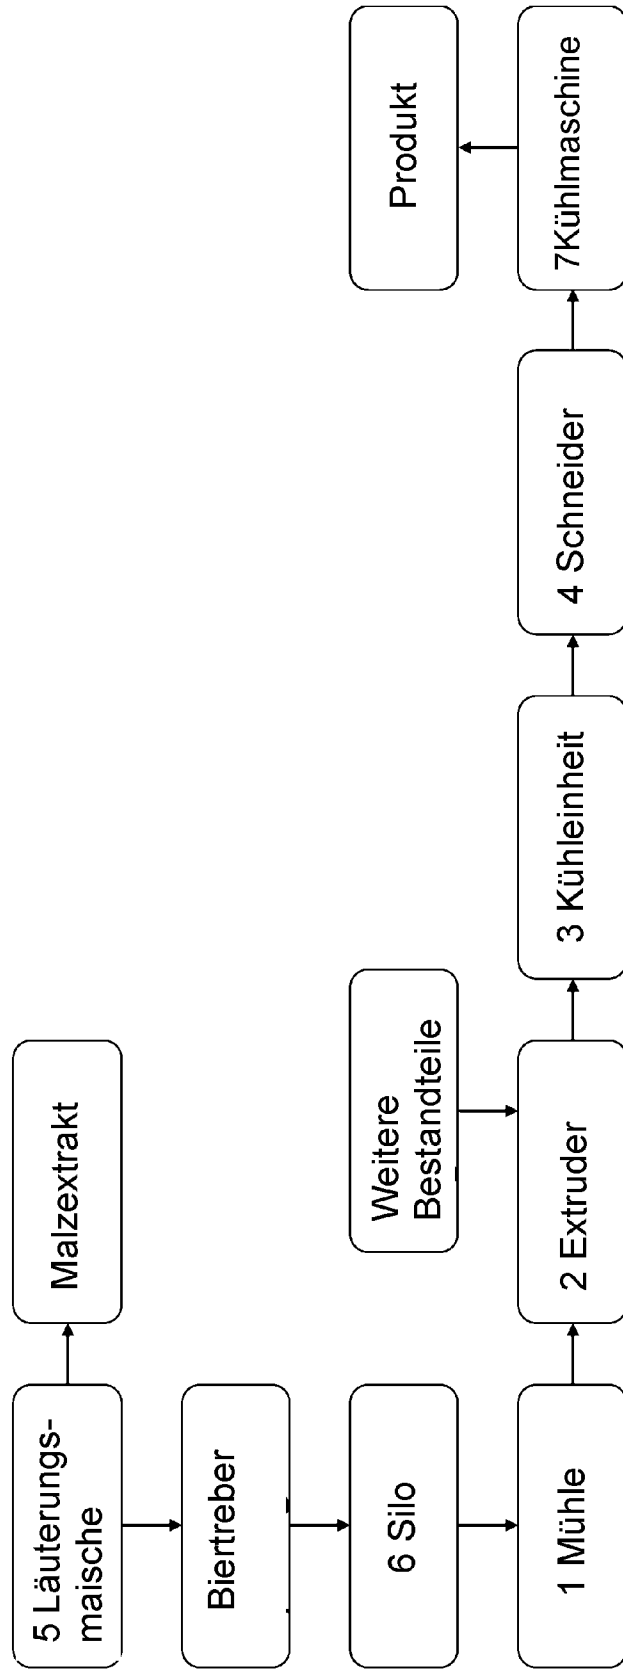 5 Läuterungs-
maische
Malzextrakt
Biertreber
6 Silo
Weitere
Bestandteile
Produkt
1 Mühle
2 Extruder
3 Kühleinheit
4 Schneider
7Kühlmaschine